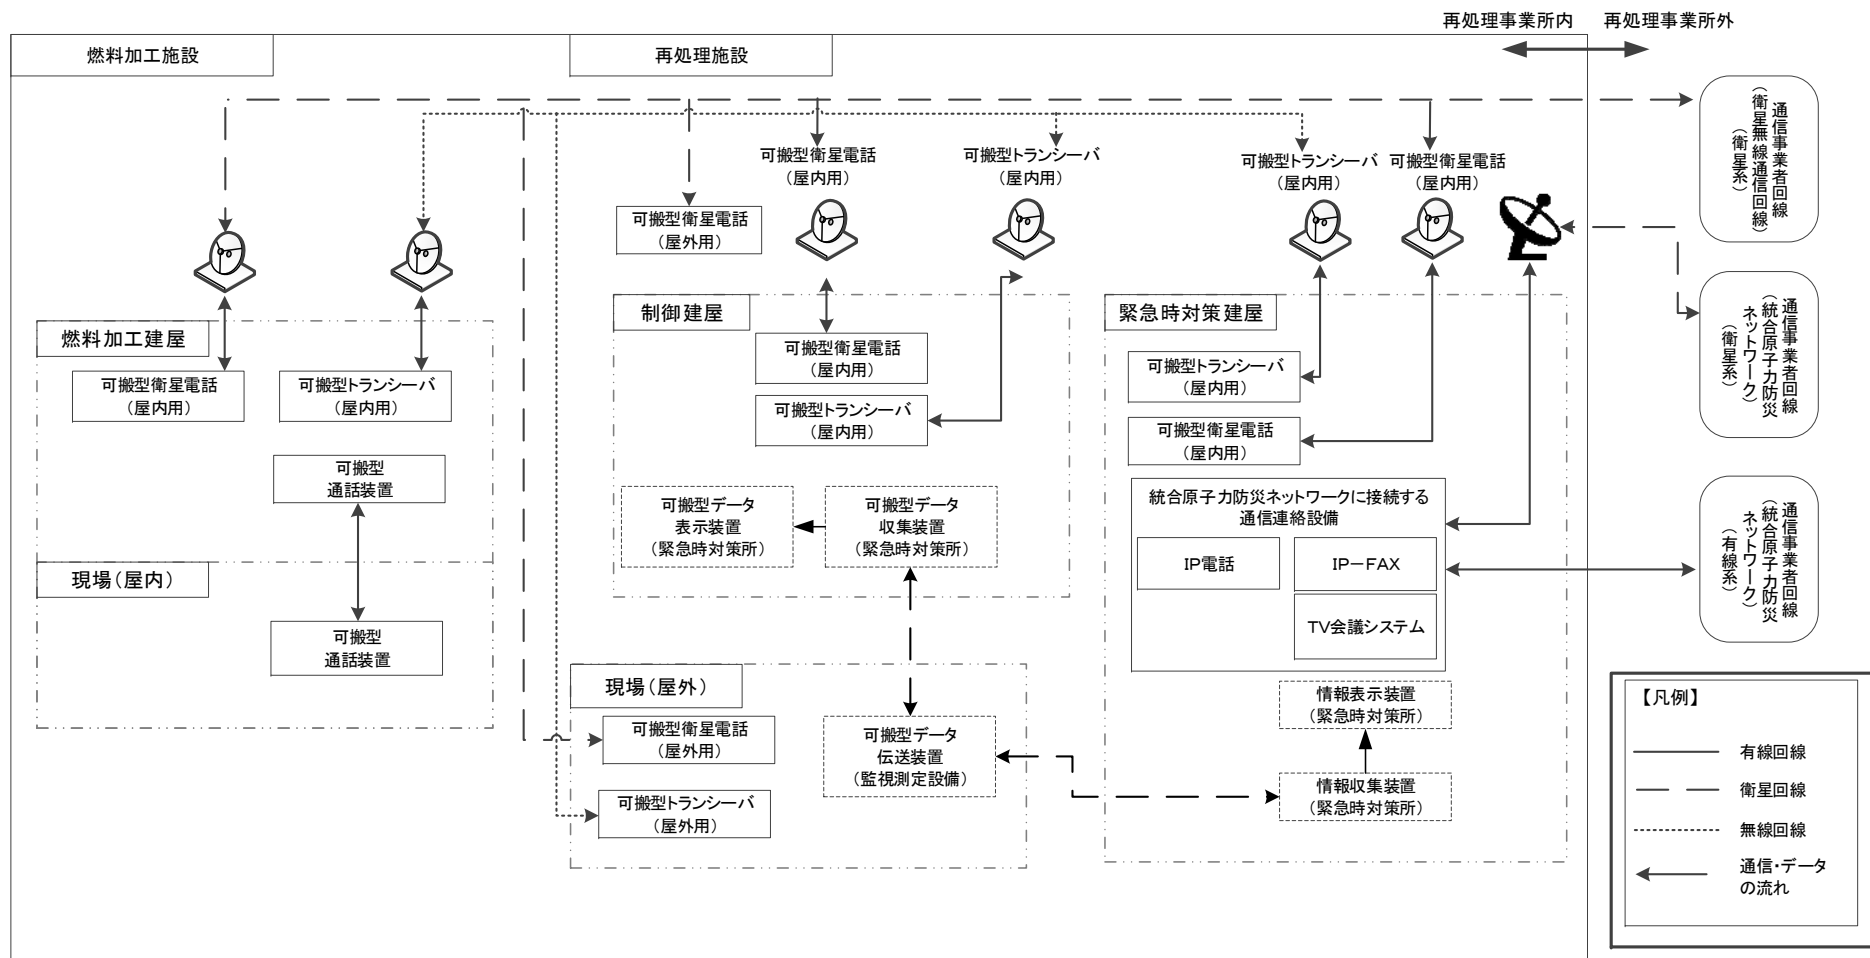 再処理事業所内
再処理事業所外
燃料加工施設
再処理施設
可搬型衛星電話
(屋内用)
可搬型トランシーバ
(屋内用)
可搬型トランシーバ
(屋内用)
可搬型衛星電話
(屋内用)
可搬型衛星電話
(屋外用)
燃料加工建屋
可搬型衛星電話
(屋内用)
可搬型トランシーバ
(屋内用)
可搬型
通話装置
現場(屋内)
可搬型
通話装置
制御建屋
可搬型衛星電話
(屋内用)
可搬型トランシーバ
(屋内用)
可搬型データ
表示装置
(緊急時対策所)
可搬型データ
収集装置
(緊急時対策所)
現場(屋外)
可搬型衛星電話
(屋外用)
可搬型トランシーバ
(屋外用)
可搬型データ
伝送装置
(監視測定設備)
緊急時対策建屋
可搬型トランシーバ
(屋内用)
可搬型衛星電話
(屋内用)
統合原子力防災ネットワークに接続する
通信連絡設備
IP電話
IP-FAX
TV会議システム
情報表示装置
(緊急時対策所)
情報収集装置
(緊急時対策所)
通信事業者回線
(衛星無線通信回線)
(衛星系)
通信事業者回線
(統合原子力防災
ネットワーク)
(衛星系)
通信事業者回線
(統合原子力防災
ネットワーク)
(有線系)
【凡例】
有線回線
衛星回線
無線回線
通信・データ
の流れ